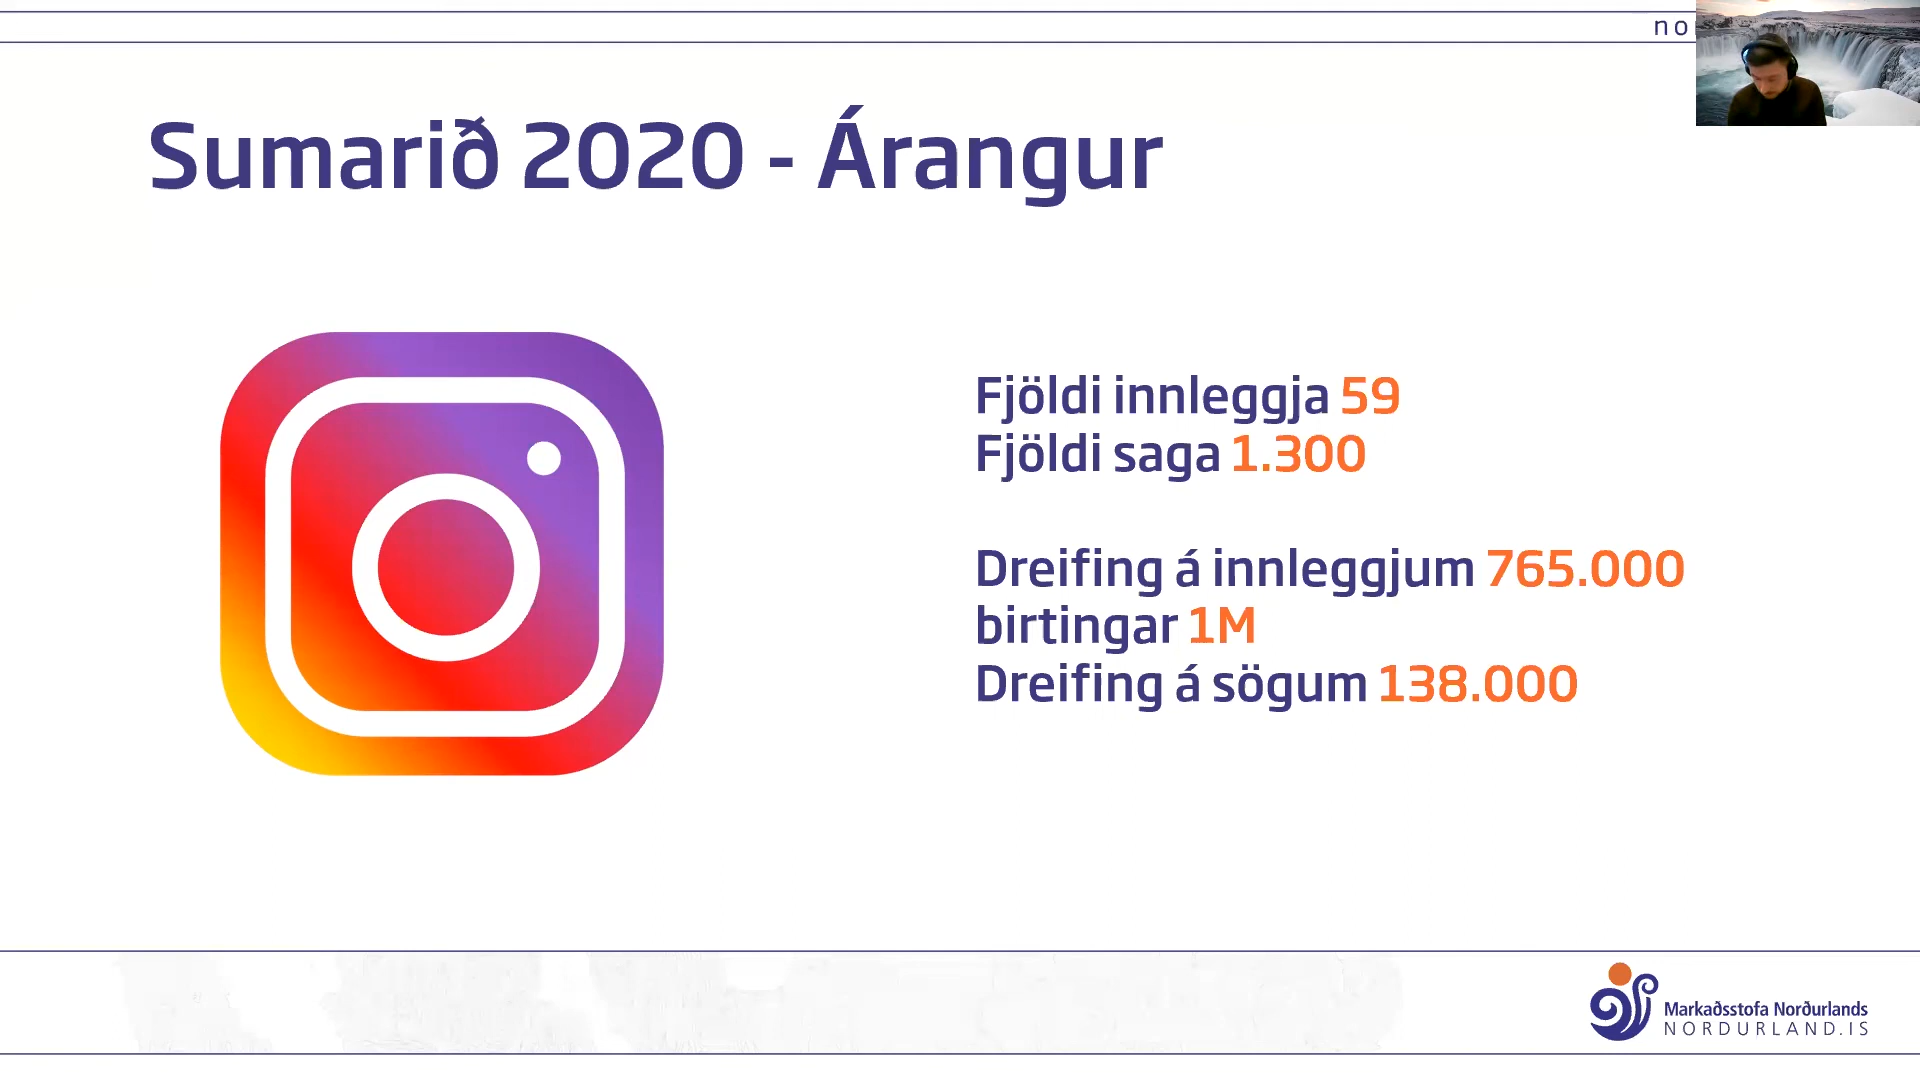 Sumarið 2020 - Árangur
Fjöldi innleggja 59
Fjöldi saga 1.300
Dreifing á innleggjum 765.000
birtingar 1M
Dreifing á sögum 138.000
Markaðsstofa Norðurlands
NORDURLAND.IS